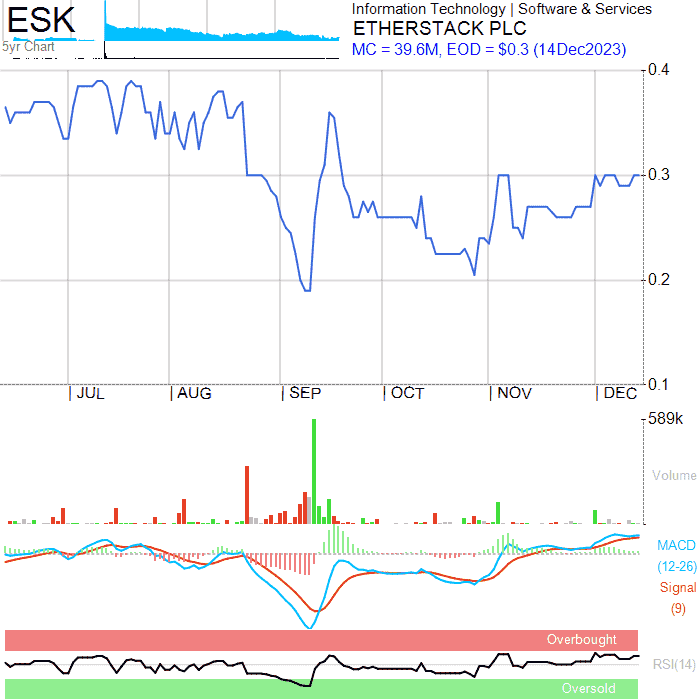 ESK
Information Technology | Software & Services
ETHERSTACK PLC
5yr Chart
MC = 39.6M, EOD = $0.3 (14Dec2023)
0.4
0.3
0.2
0.1
| JUL | AUG | SEP | OCT | NOV | DEC
589k
Volume
MACD
(12-26)
Signal
(9)
Overbought
RSI(14)
Oversold